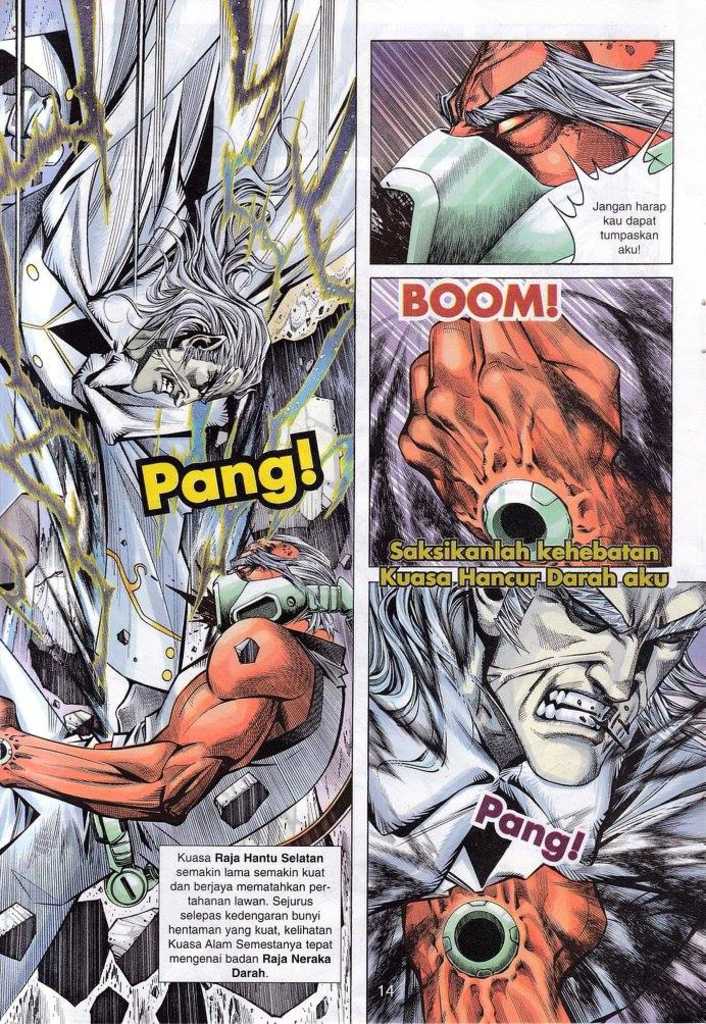 Pang!
Kuasa Raja Hantu Selatan
semakin lama semakin kuat
dan berjaya mematahkan per-
tahanan lawan. Sejurus
selepas kedengaran bunyi
hentaman yang kuat, kelihatan
Kuasa Alam Semestanya tepat
mengenai badan Raja Neraka
Darah.
Jangan harap
kau dapat
tumpaskan
aku!
BOOM!
Saksikanlah kehebatan
Kuasa Hancur Darah aku
Pang!
14